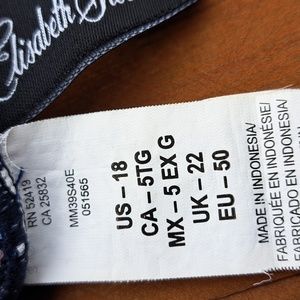 Elisabeth
RN 52419
CA 25832
MM39S40E
051565
US - 18
CA - 5TG
MX - 5 EX G
UK - 22
EU - 50
MADE IN INDONESIA/
FABRIQUÉE EN INDONÉSIE/
FABRICADO EN INDONESIA